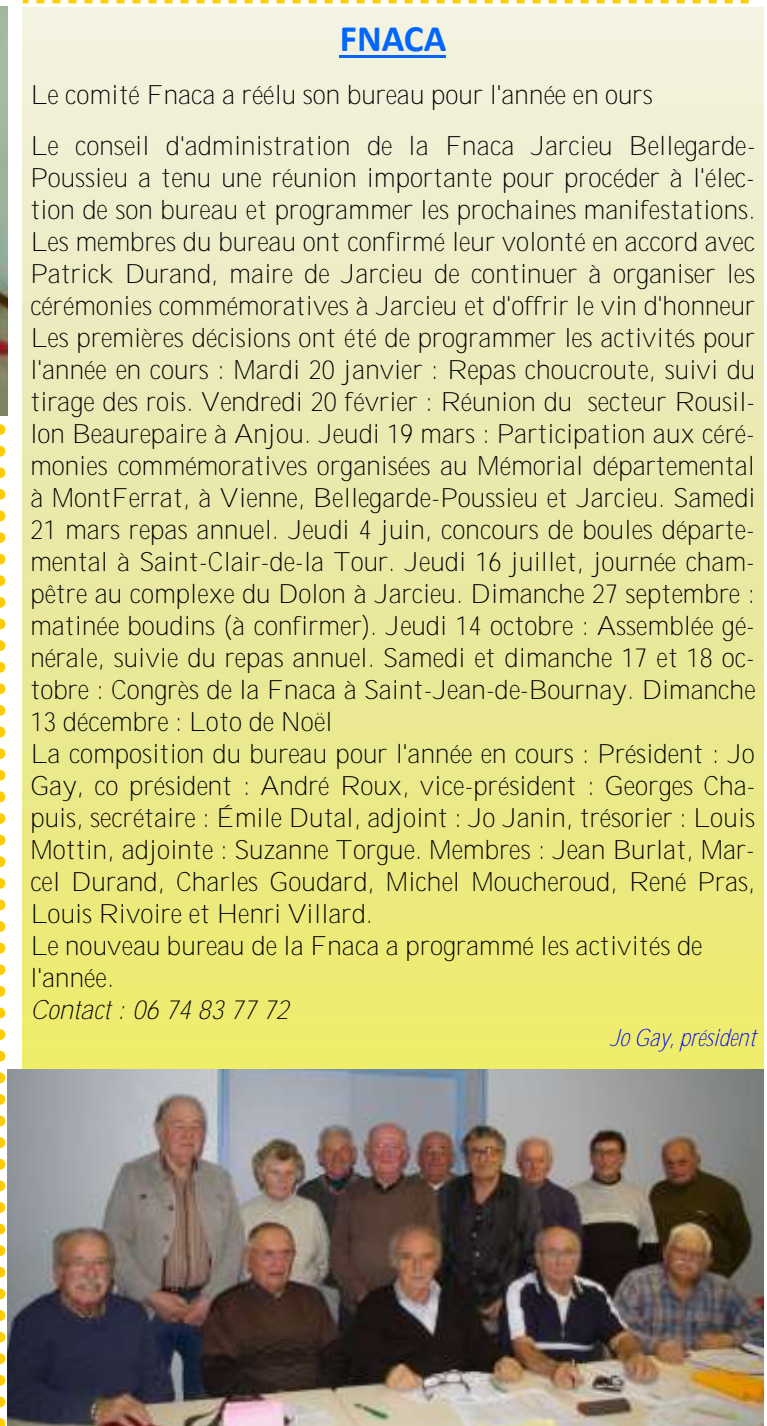 FNACA
Le comité Fnaca a réélu son bureau pour l'année en ours
Le conseil d'administration de la Fnaca Jarcieu Bellegarde-
Poussieu a tenu une réunion importante pour procéder à l'élec-
tion de son bureau et programmer les prochaines manifestations.
Les membres du bureau ont confirmé leur volonté en accord avec
Patrick Durand, maire de Jarcieu de continuer à organiser les
cérémonies commémoratives à Jarcieu et d'offrir le vin d'honneur
Les premières décisions ont été de programmer les activités pour
l'année en cours : Mardi 20 janvier : Repas choucroute, suivi du
tirage des rois. Vendredi 20 février : Réunion du secteur Rousil-
lon Beaurepaire à Anjou. Jeudi 19 mars : Participation aux céré-
monies commémoratives organisées au Mémorial départemental
à MontFerrat, à Vienne, Bellegarde-Poussieu et Jarcieu. Samedi
21 mars repas annuel. Jeudi 4 juin, concours de boules départe-
mental à Saint-Clair-de-la Tour. Jeudi 16 juillet, journée cham-
pêtre au complexe du Dolon à Jarcieu. Dimanche 27 septembre :
matinée boudins (à confirmer). Jeudi 14 octobre : Assemblée gé-
nérale, suivie du repas annuel. Samedi et dimanche 17 et 18 oc-
tobre : Congrès de la Fnaca à Saint-Jean-de-Bournay. Dimanche
13 décembre : Loto de Noël
La composition du bureau pour l'année en cours : Président : Jo
Gay, co président : André Roux, vice-président : Georges Cha-
puis, secrétaire : Émile Dutal, adjoint : Jo Janin, trésorier : Louis
Mottin, adjointe : Suzanne Torgue. Membres : Jean Burlat, Mar-
cel Durand, Charles Goudard, Michel Moucheroud, René Pras,
Louis Rivoire et Henri Villard.
Le nouveau bureau de la Fnaca a programmé les activités de
l'année.
Contact : 06 74 83 77 72
Jo Gay, président